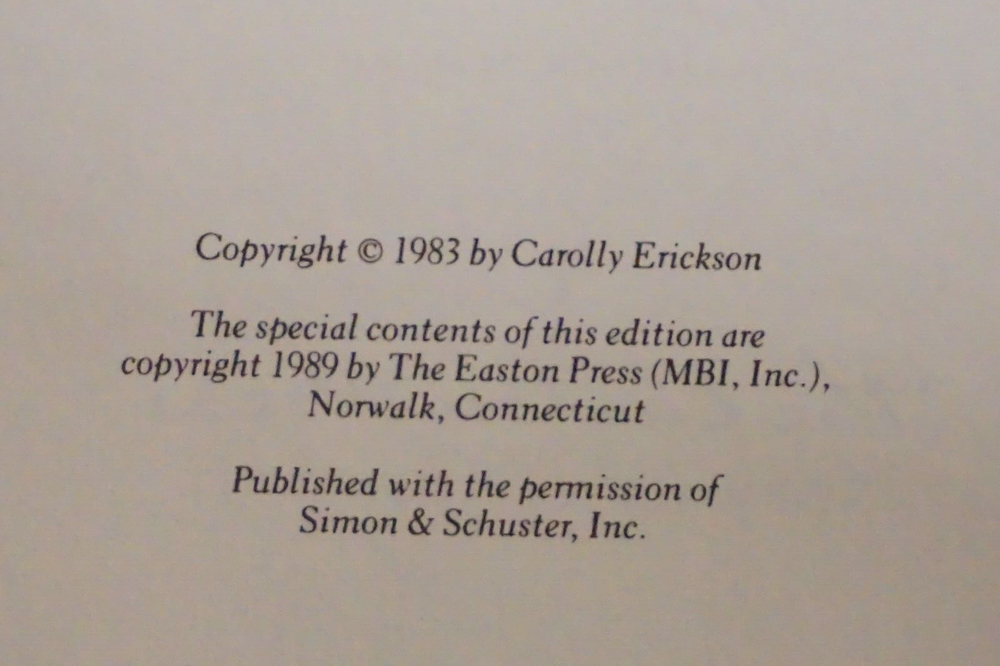 Copyright © 1983 by Carolly Erickson
The special contents of this edition are
copyright 1989 by The Easton Press (MBI, Inc.),
Norwalk, Connecticut
Published with the permission of
Simon & Schuster, Inc.